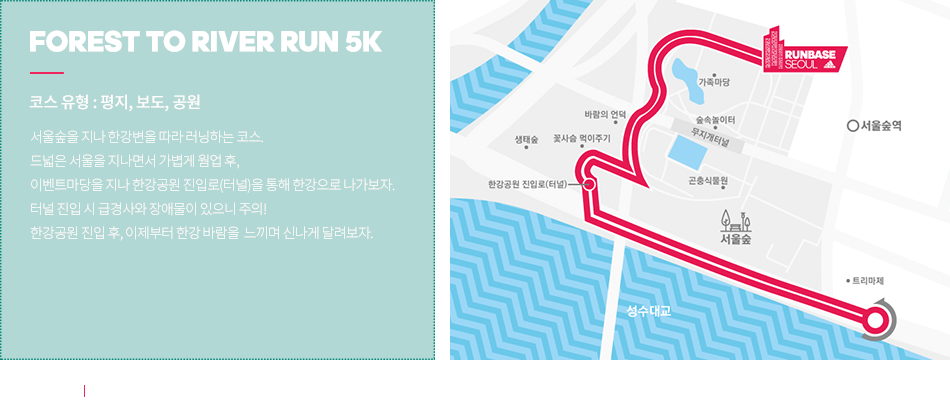 FOREST TO RIVER RUN 5K
코스 유형 : 평지, 보도, 공원
서울숲을 지나 한강변을 따라 러닝하는 코스.
드넓은 서울을 지나면서 가볍게 웜업 후,
이벤트마당을 지나 한강공원 진입로(터널)을 통해 한강으로 나가보자.
터널 진입 시 급경사와 장애물이 있으니 주의!
한강공원 진입 후, 이제부터 한강 바람을 느끼며 신나게 달려보자.
RUNBASE
SEOUL
adidas
가족마당
바람의 언덕
숲속놀이터
서울숲역
무지개터널
생태숲
꽃사슴 먹이주기
한강공원 진입로(터널)
곤충식물원
서울숲
트리마제
성수대교